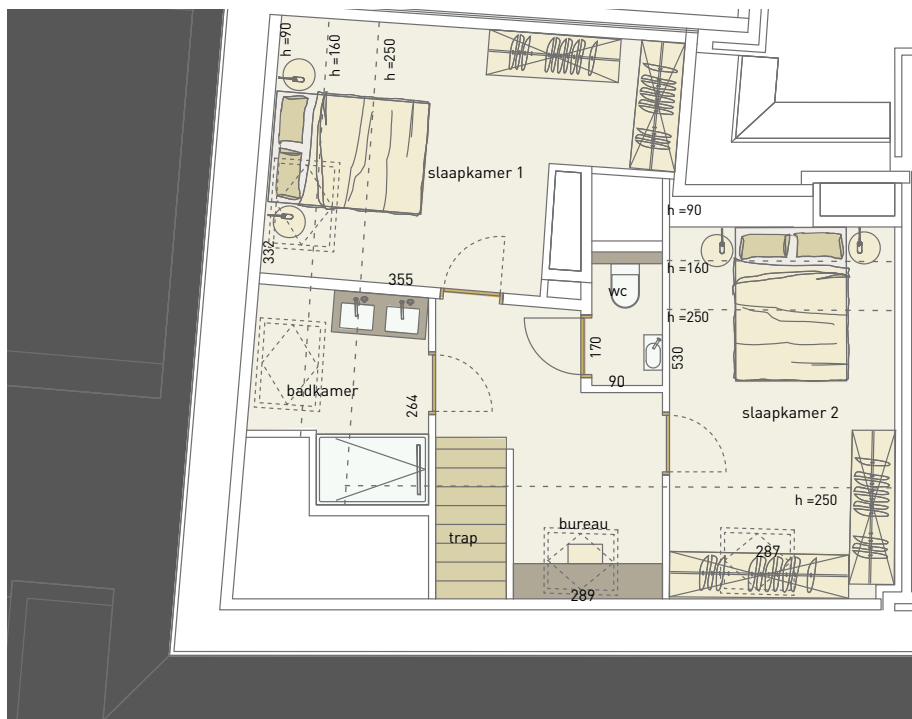 h =90
h =160
h =250
slaapkamer 1
332
355
h =90
h =160
h =250
wc
170
90
530
badkamer
264
slaapkamer 2
h =250
trap
bureau
289
287